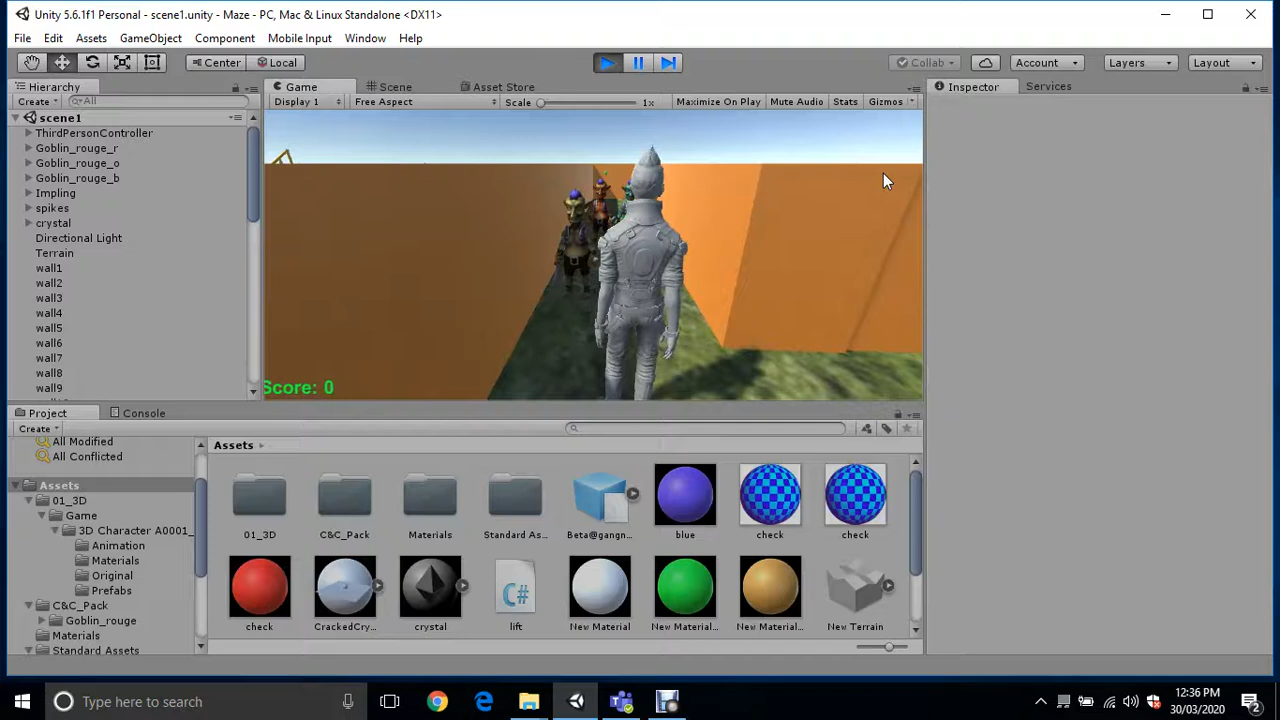 Unity 5.6.1f1 Personal - scene1.unity - Maze - PC, Mac & Linux Standalone <DX11>
File Edit Assets GameObject Component Mobile Input Window Help
Center Local Collab Account Layers Layout
Hierarchy Game Scene Asset Store Inspector Services
Create All Display 1 Free Aspect Scale 1x Maximize On Play Mute Audio Stats Gizmos
scene1
ThirdPersonController
Goblin_rouge_r
Goblin_rouge_o
Goblin_rouge_b
Impling
spikes
crystal
Directional Light
Terrain
wall1
wall2
wall3
wall4
wall5
wall6
wall7
wall8
wall9
Score: 0
Project Console
Create
All Modified
All Conflicted
Assets
01_3D
Game
3D Character A0001_
Animation
Materials
Original
Prefabs
C&C_Pack
Goblin_rouge
Materials
Standard Assets
Assets
01_3D C&C_Pack Materials Standard As... Beta@gangn... blue check check
check CrackedCry... crystal lift New Material New Material... New Material... New Terrain
C#
Type here to search
12:36 PM
30/03/2020
2